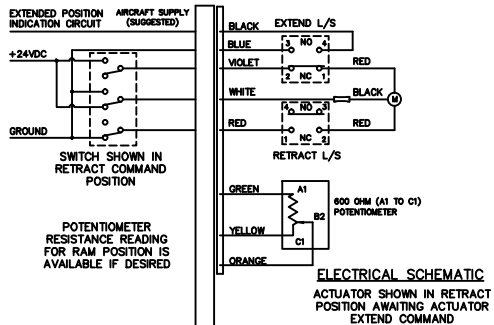 EXTENDED POSITION
INDICATION CIRCUIT
AIRCRAFT SUPPLY
(SUGGESTED)
+24VDC
GROUND
SWITCH SHOWN IN
RETRACT COMMAND
POSITION
POTENTIOMETER
RESISTANCE READING
FOR RAM POSITION IS
AVAILABLE IF DESIRED
BLACK
BLUE
VIOLET
WHITE
RED
GREEN
YELLOW
ORANGE
EXTEND L/S
3 NO 4
2 NC 1
RED
BLACK
M
4 NO 3
1 NC 2
RED
RETRACT L/S
A1
B2
C1
600 OHM (A1 TO C1)
POTENTIOMETER
ELECTRICAL SCHEMATIC
ACTUATOR SHOWN IN RETRACT
POSITION AWAITING ACTUATOR
EXTEND COMMAND